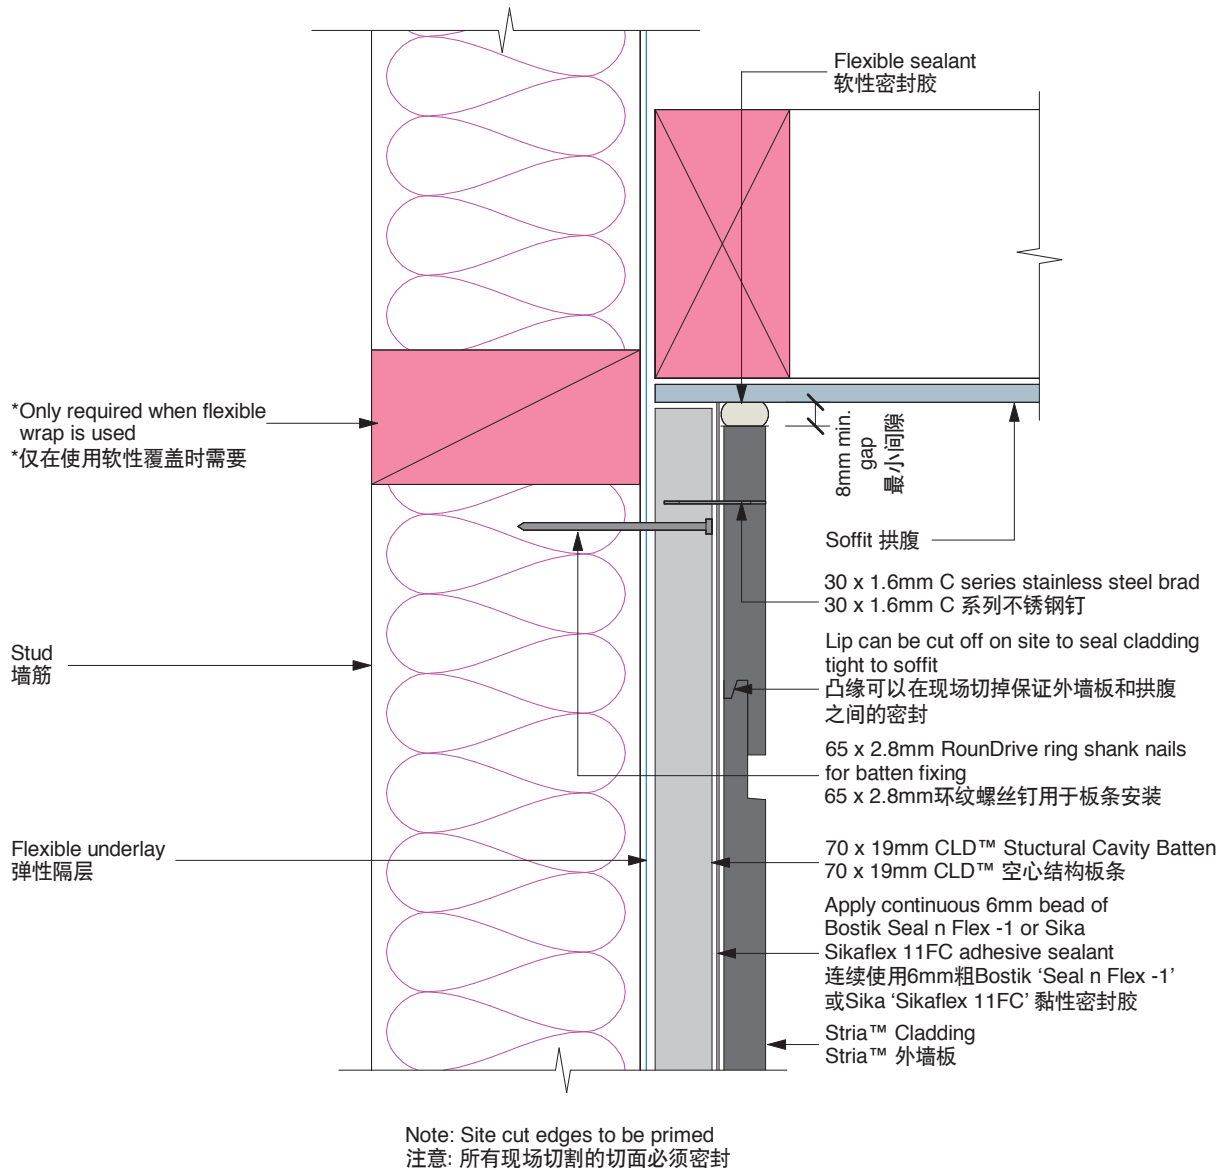 Flexible sealant
软性密封胶
*Only required when flexible
wrap is used
*仅在使用软性覆盖时需要
8mm min.
gap
最小间隙
Soffit 拱腹
30 x 1.6mm C series stainless steel brad
30 x 1.6mm C 系列不锈钢钉
Lip can be cut off on site to seal cladding
tight to soffit
凸缘可以在现场切掉保证外墙板和拱腹
之间的密封
Stud
墙筋
65 x 2.8mm RounDrive ring shank nails
for batten fixing
65 x 2.8mm环纹螺丝钉用于板条安装
Flexible underlay
弹性隔层
70 x 19mm CLD™ Stuctural Cavity Batten
70 x 19mm CLD™ 空心结构板条
Apply continuous 6mm bead of
Bostik Seal n Flex -1 or Sika
Sikaflex 11FC adhesive sealant
连续使用6mm粗Bostik ‘Seal n Flex -1’
或Sika ‘Sikaflex 11FC’ 黏性密封胶
Stria™ Cladding
Stria™ 外墙板
Note: Site cut edges to be primed
注意: 所有现场切割的切面必须密封